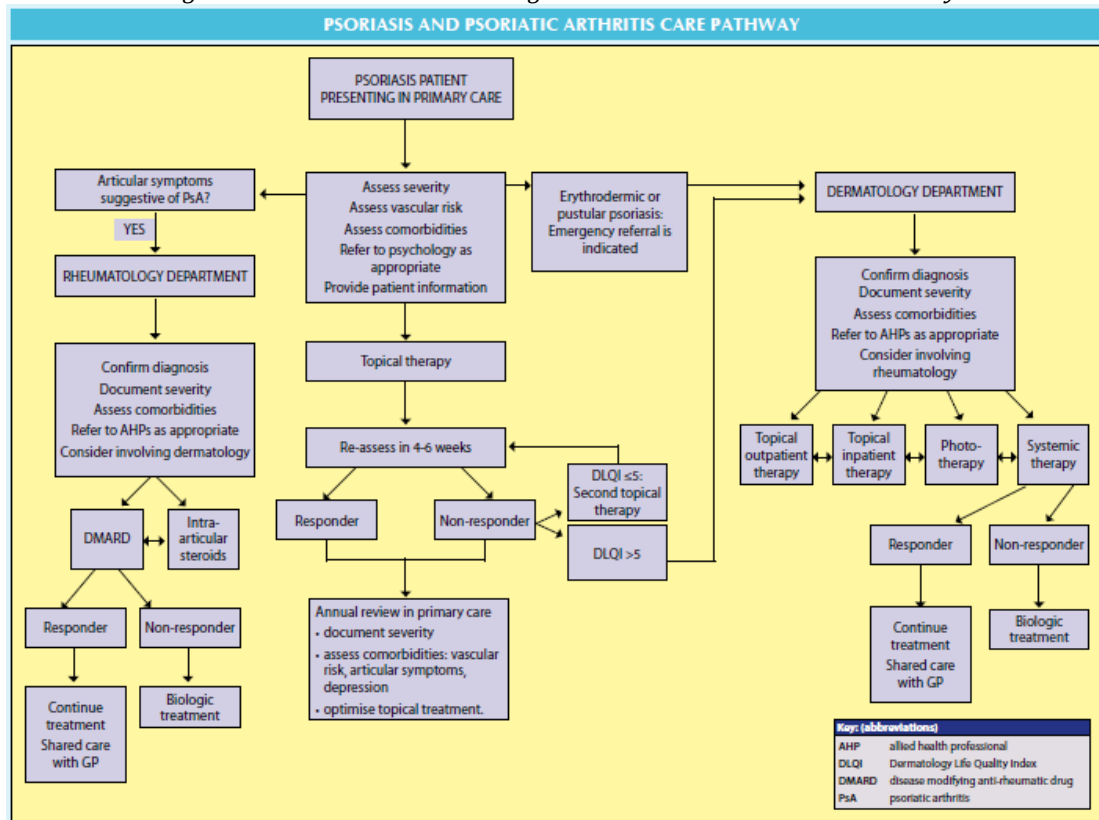 PSORIASIS AND PSORIATIC ARTHRITIS CARE PATHWAY
PSORIASIS PATIENT
PRESENTING IN PRIMARY CARE
Articular symptoms
suggestive of PsA?
YES
RHEUMATOLOGY DEPARTMENT
Confirm diagnosis
Document severity
Assess comorbidities
Refer to AHPs as appropriate
Consider involving dermatology
DMARD
Intra-
articular
steroids
Responder
Non-responder
Continue
treatment
Shared care
with GP
Biologic
treatment
Assess severity
Assess vascular risk
Assess comorbidities
Refer to psychology as
appropriate
Provide patient information
Topical therapy
Re-assess in 4-6 weeks
Responder
Non-responder
DLQI ≤5:
Second topical
therapy
DLQI >5
Annual review in primary care
• document severity
• assess comorbidities: vascular
risk, articular symptoms,
depression
• optimise topical treatment.
Erythrodermic or
pustular psoriasis:
Emergency referral is
indicated
DERMATOLOGY DEPARTMENT
Confirm diagnosis
Document severity
Assess comorbidities
Refer to AHPs as appropriate
Consider involving
rheumatology
Topical
outpatient
therapy
Topical
inpatient
therapy
Photo-
therapy
Systemic
therapy
Responder
Non-responder
Continue
treatment
Shared care
with GP
Biologic
treatment
Key: (abbreviations)
AHP allied health professional
DLQI Dermatology Life Quality Index
DMARD disease modifying anti-rheumatic drug
PsA psoriatic arthritis